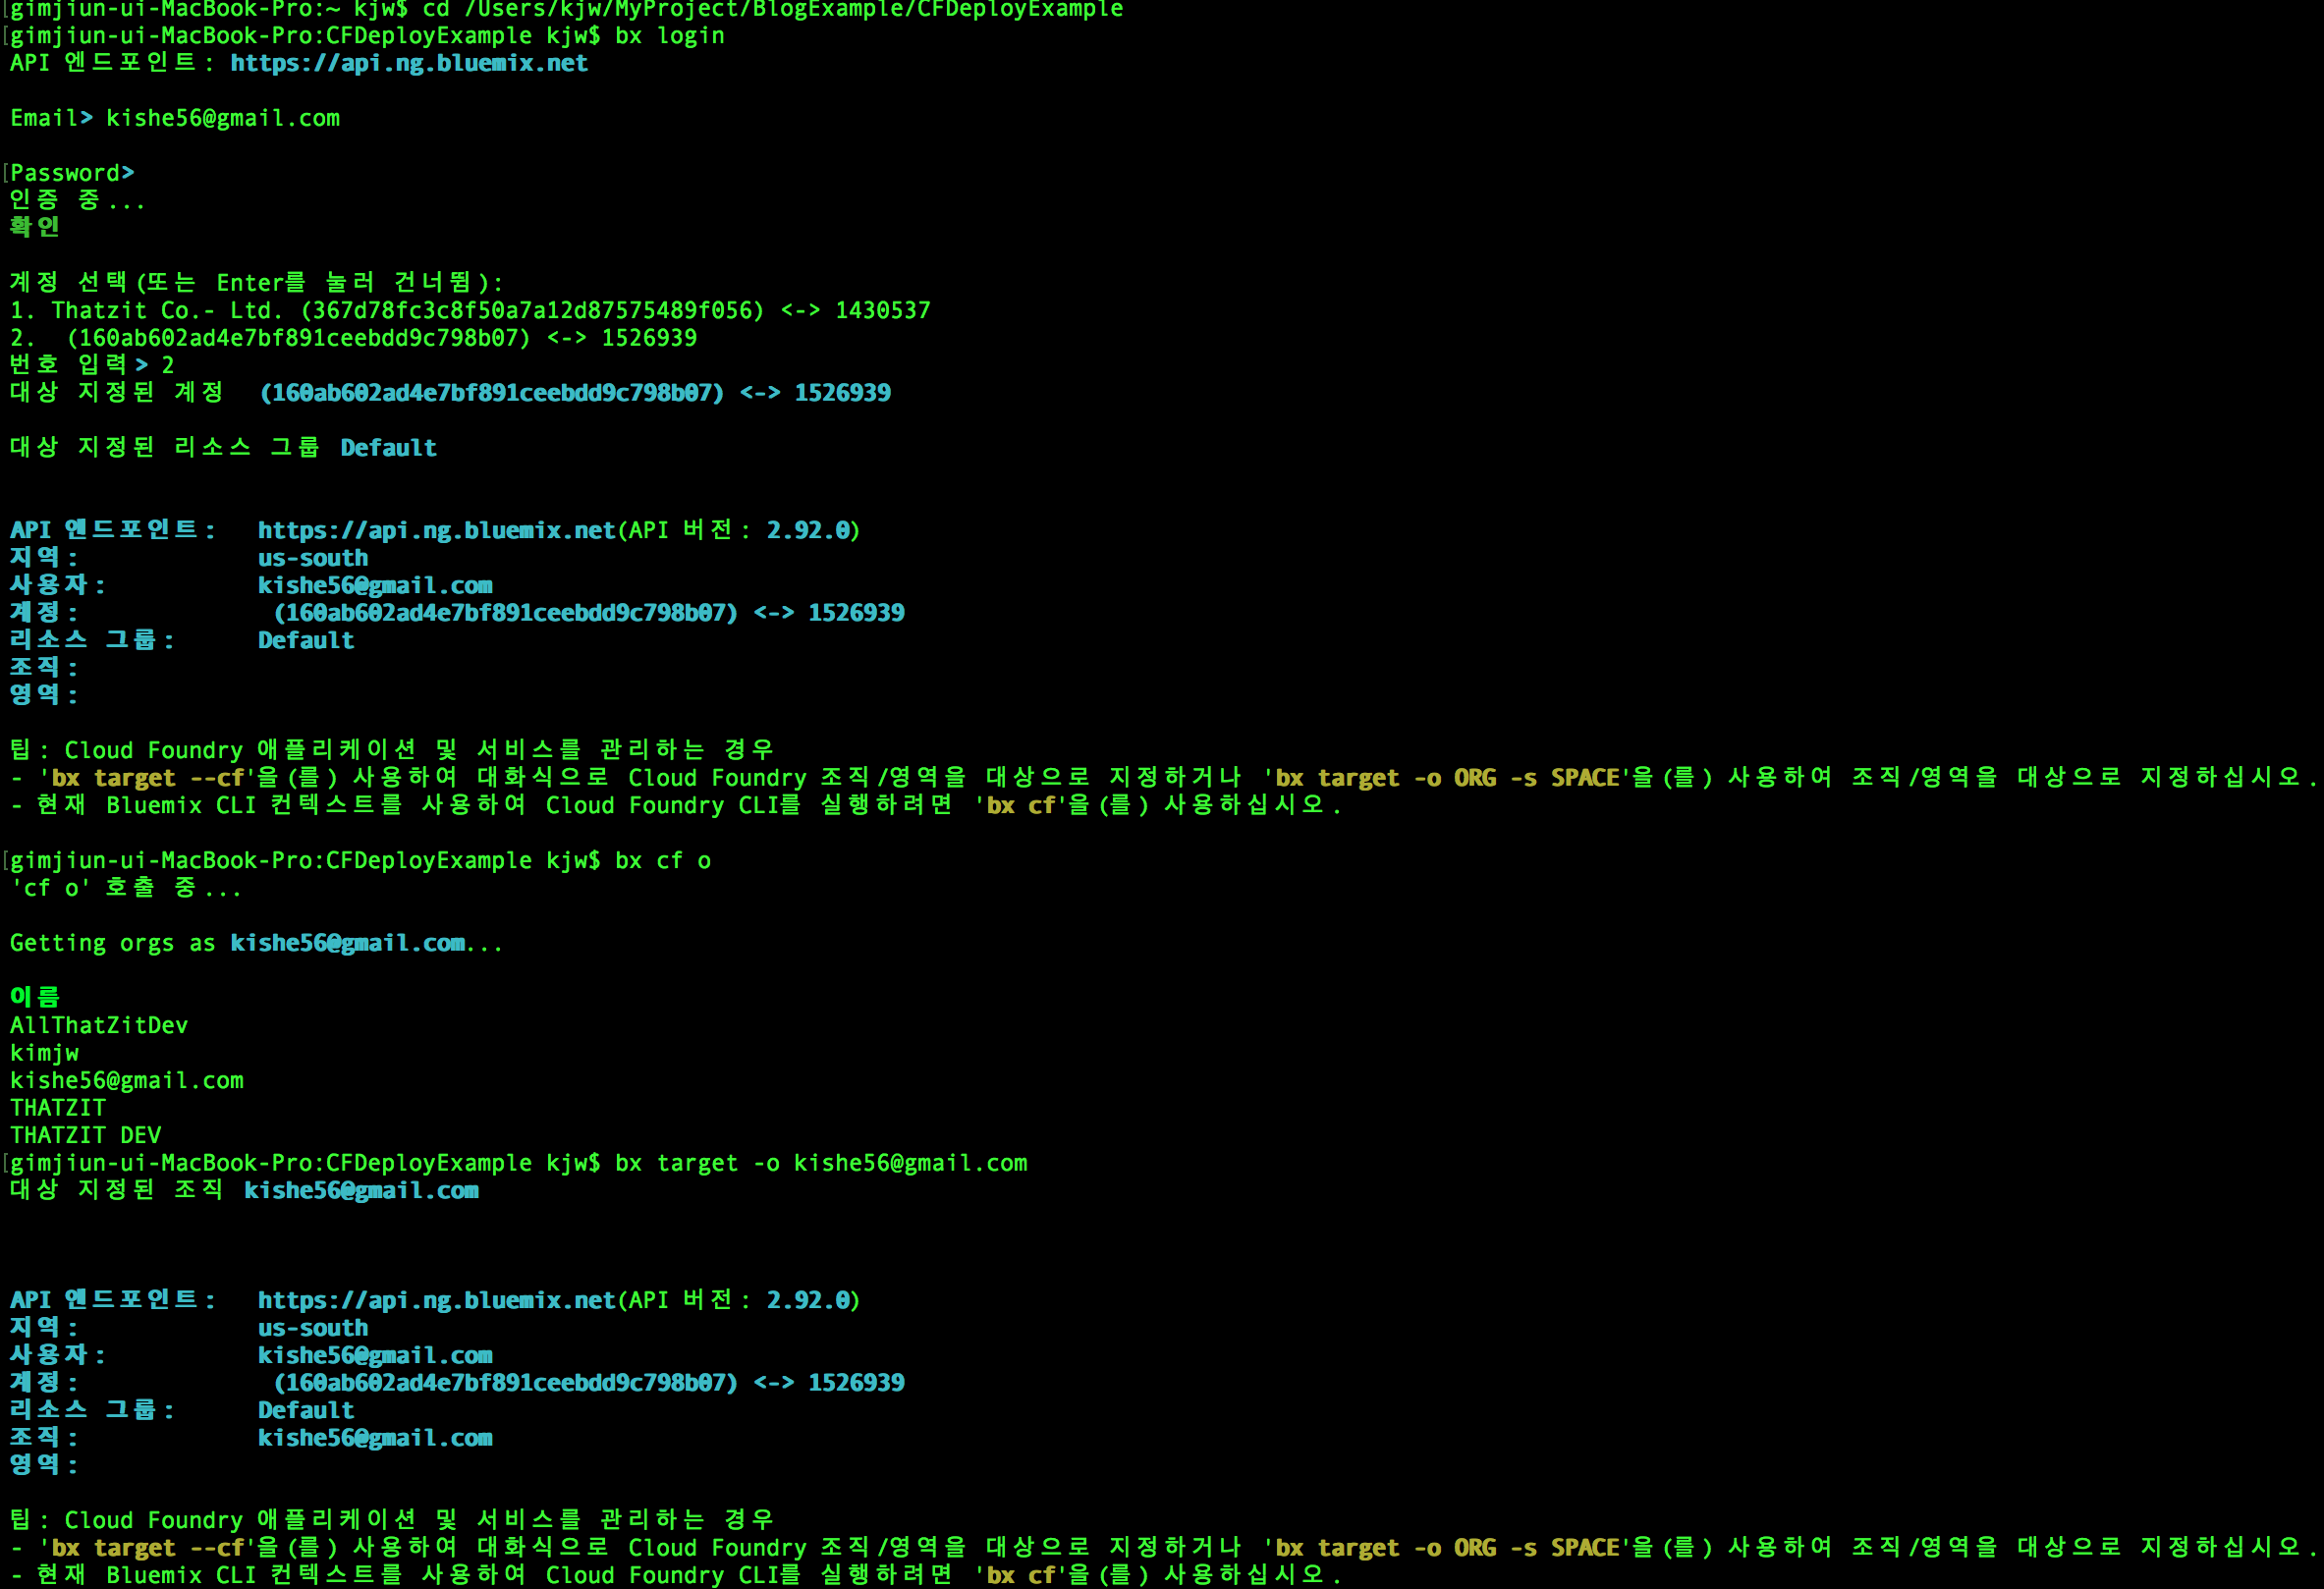 gimjiun-ui-MacBook-Pro:~ kjw$ cd /Users/kjw/MyProject/BlogExample/CFDeployExample
gimjiun-ui-MacBook-Pro:CFDeployExample kjw$ bx login
API 엔드포인트: https://api.ng.bluemix.net
Email> kishe56@gmail.com
Password>
인증 중...
확인
계정 선택(또는 Enter를 눌러 건너뜀):
1. Thatzit Co.- Ltd. (367d78fc3c8f50a7a12d87575489f056) <-> 1430537
2.  (160ab602ad4e7bf891ceebdd9c798b07) <-> 1526939
번호 입력> 2
대상 지정된 계정  (160ab602ad4e7bf891ceebdd9c798b07) <-> 1526939
대상 지정된 리소스 그룹 Default
API 엔드포인트:   https://api.ng.bluemix.net(API 버전: 2.92.0)
지역:   us-south
사용자:   kishe56@gmail.com
계정:   (160ab602ad4e7bf891ceebdd9c798b07) <-> 1526939
리소스 그룹:   Default
조직:
영역:
팁: Cloud Foundry 애플리케이션 및 서비스를 관리하는 경우
- 'bx target --cf'을(를) 사용하여 대화식으로 Cloud Foundry 조직/영역을 대상으로 지정하거나 'bx target -o ORG -s SPACE'을(를) 사용하여 조직/영역을 대상으로 지정하십시오.
- 현재 Bluemix CLI 컨텍스트를 사용하여 Cloud Foundry CLI를 실행하려면 'bx cf'을(를) 사용하십시오.
gimjiun-ui-MacBook-Pro:CFDeployExample kjw$ bx cf o
'cf o' 호출 중...
Getting orgs as kishe56@gmail.com...
이름
AllThatZitDev
kimjw
kishe56@gmail.com
THATZIT
THATZIT DEV
gimjiun-ui-MacBook-Pro:CFDeployExample kjw$ bx target -o kishe56@gmail.com
대상 지정된 조직 kishe56@gmail.com
API 엔드포인트:   https://api.ng.bluemix.net(API 버전: 2.92.0)
지역:   us-south
사용자:   kishe56@gmail.com
계정:   (160ab602ad4e7bf891ceebdd9c798b07) <-> 1526939
리소스 그룹:   Default
조직:   kishe56@gmail.com
영역:
팁: Cloud Foundry 애플리케이션 및 서비스를 관리하는 경우
- 'bx target --cf'을(를) 사용하여 대화식으로 Cloud Foundry 조직/영역을 대상으로 지정하거나 'bx target -o ORG -s SPACE'을(를) 사용하여 조직/영역을 대상으로 지정하십시오.
- 현재 Bluemix CLI 컨텍스트를 사용하여 Cloud Foundry CLI를 실행하려면 'bx cf'을(를) 사용하십시오.